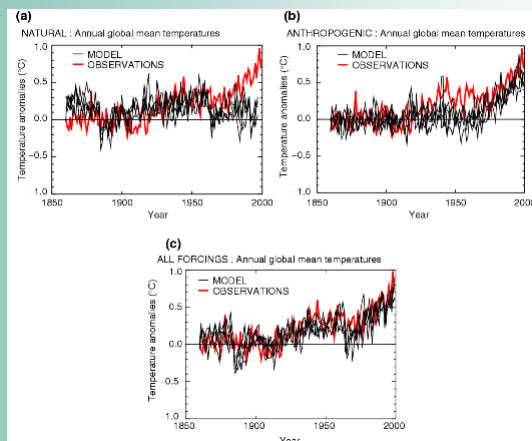 (a)
NATURAL : Annual global mean temperatures
MODEL
OBSERVATIONS
Temperature anomalies (°C)
1.0
0.5
0.0
−0.5
−1.0
1850
1900
1950
2000
Year
(b)
ANTHROPOGENIC : Annual global mean temperatures
MODEL
OBSERVATIONS
Temperature anomalies (°C)
1.0
0.5
0.0
−0.5
−1.0
1850
1900
1950
2000
Year
(c)
ALL FORCINGS : Annual global mean temperatures
MODEL
OBSERVATIONS
Temperature anomalies (°C)
1.0
0.5
0.0
−0.5
−1.0
1850
1900
1950
2000
Year